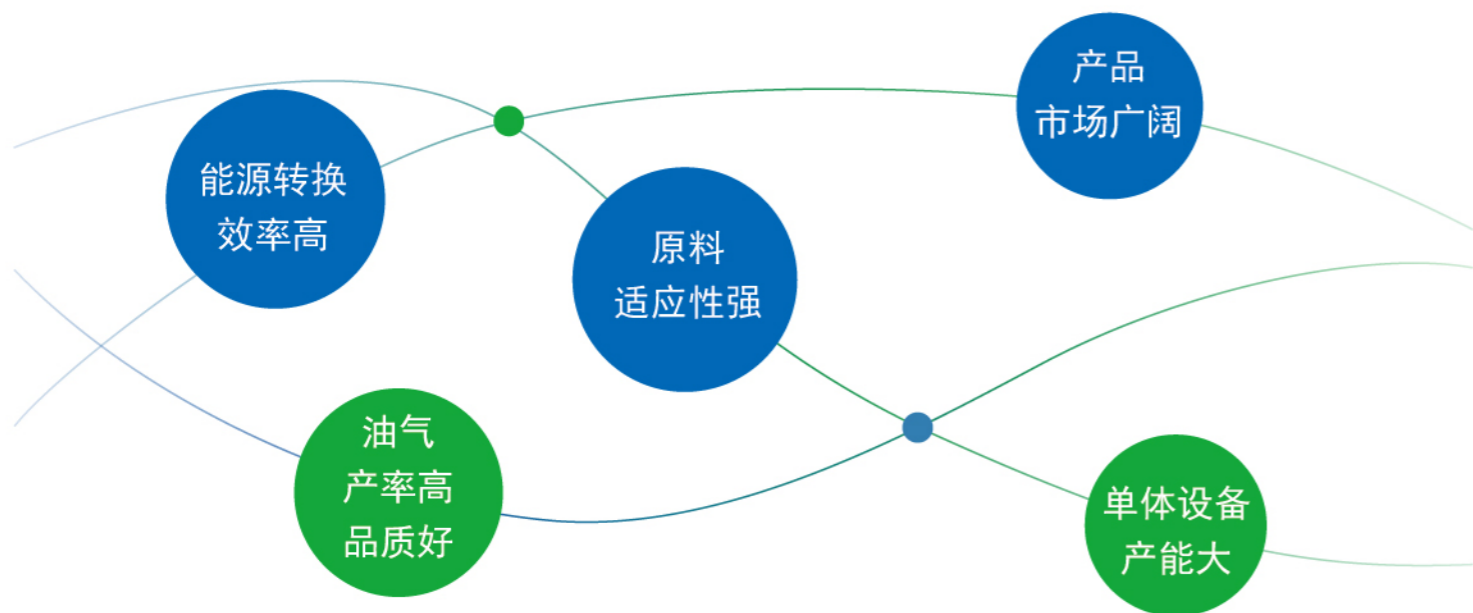 产品
市场广阔
能源转换
效率高
原料
适应性强
油气
产率高
品质好
单体设备
产能大